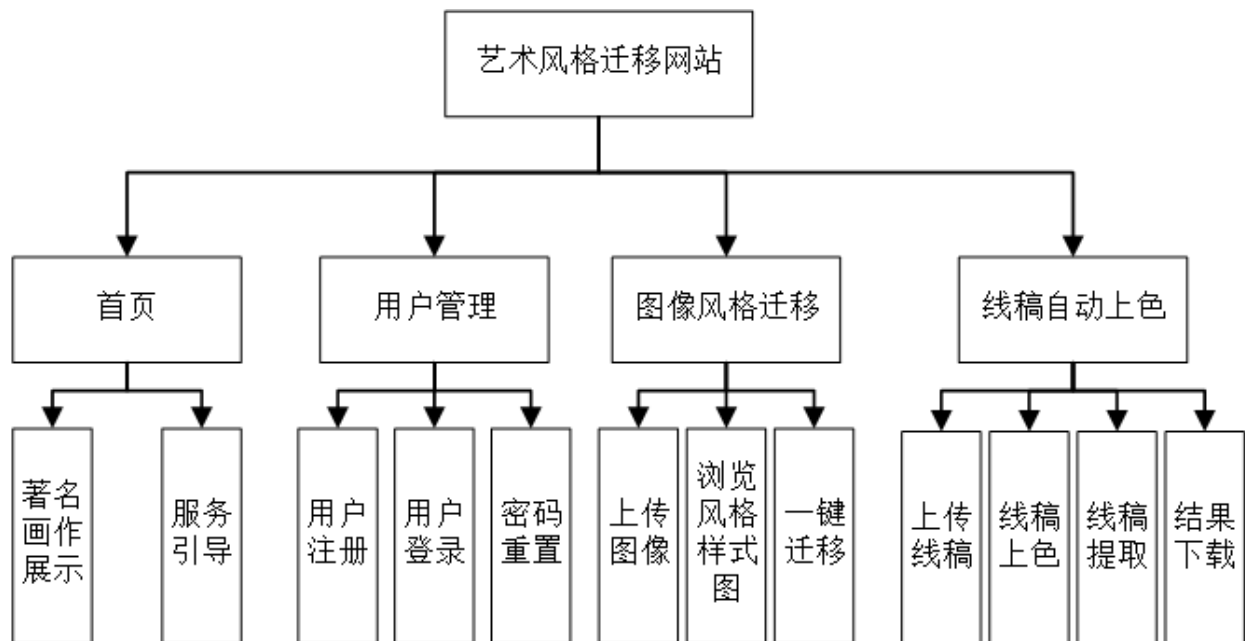 艺术风格迁移网站
首页
用户管理
图像风格迁移
线稿自动上色
著名
画作
展示
服务
引导
用户
注册
用户
登录
密码
重置
上传
图像
浏览
风格
样式
图
一键
迁移
上传
线稿
线稿
上色
线稿
提取
结果
下载